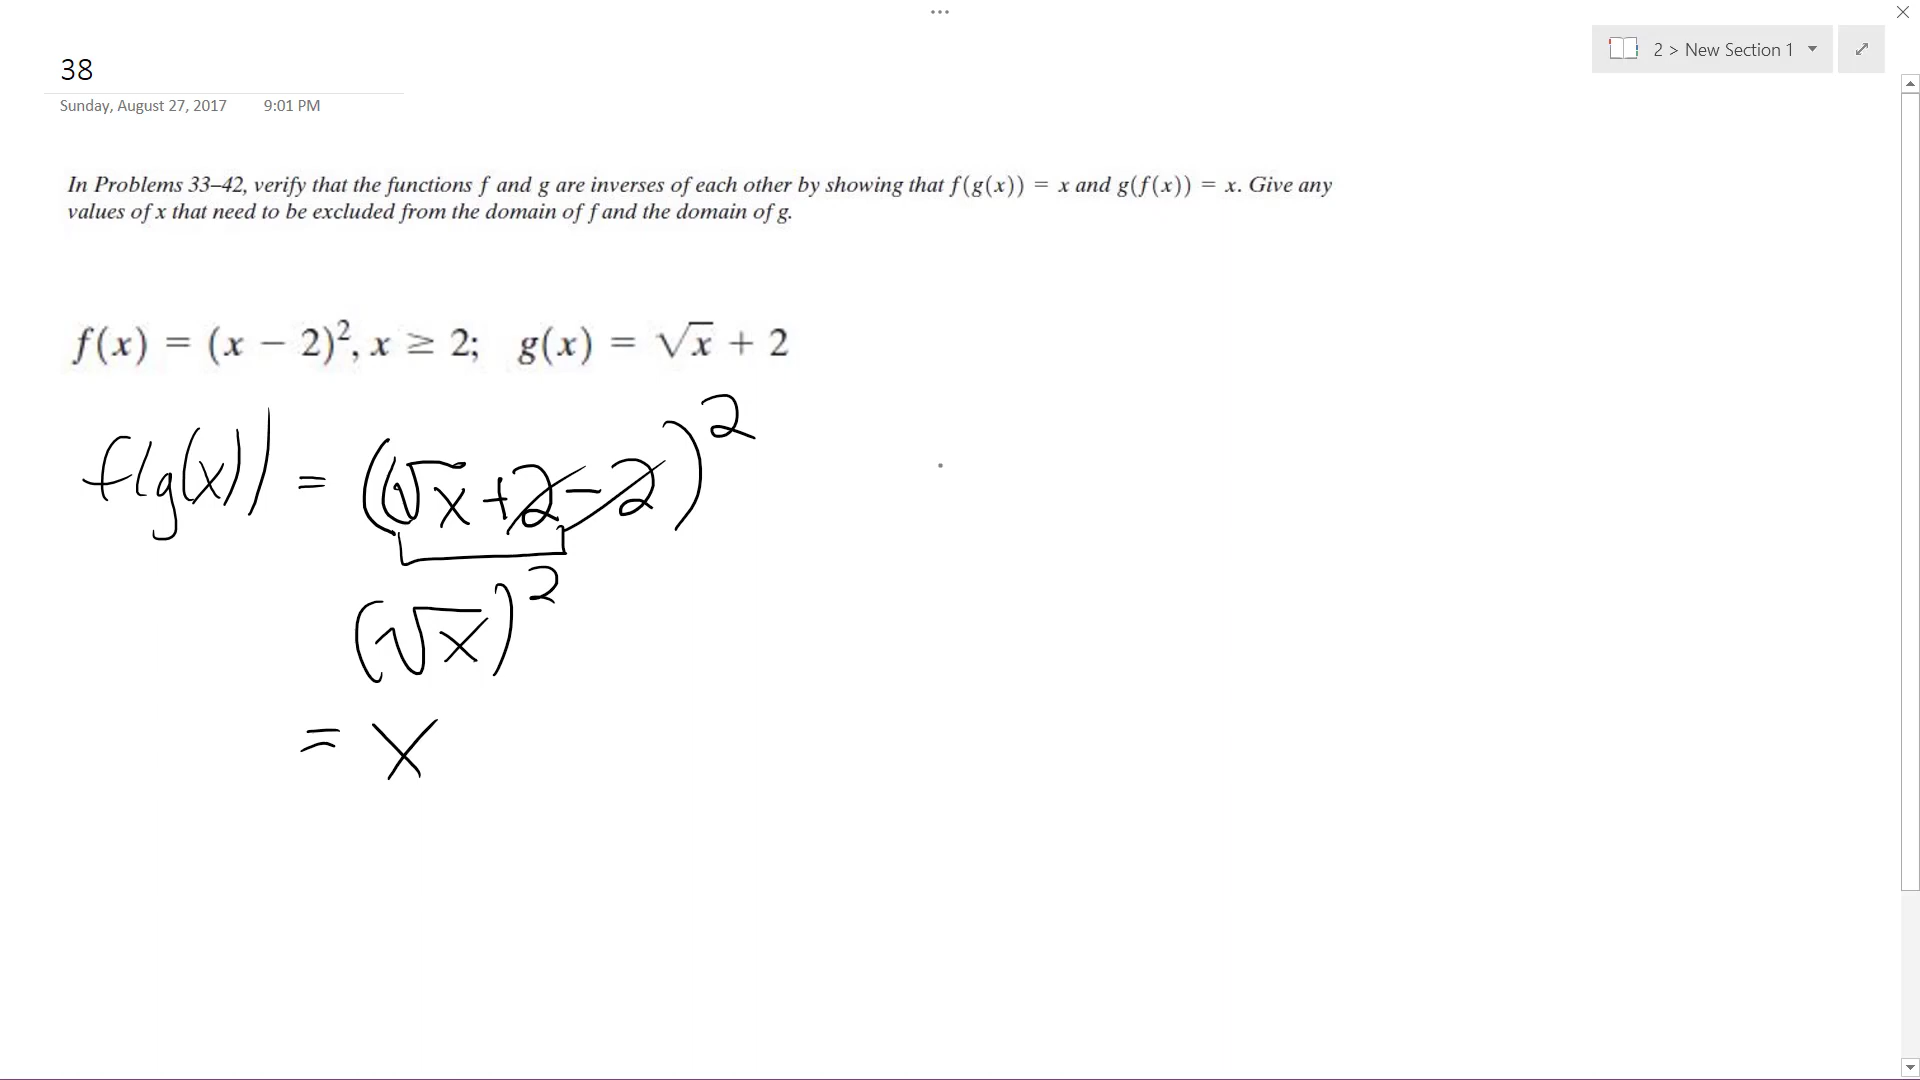 ...
2 > New Section 1
38
Sunday, August 27, 2017 9:01 PM
In Problems 33–42, verify that the functions f and g are inverses of each other by showing that f(g(x)) = x and g(f(x)) = x. Give any
values of x that need to be excluded from the domain of f and the domain of g.
f(x) = (x − 2)², x ≥ 2; g(x) = √x + 2
f(g(x)) = (√x + 2 − 2)²
(√x)²
= x